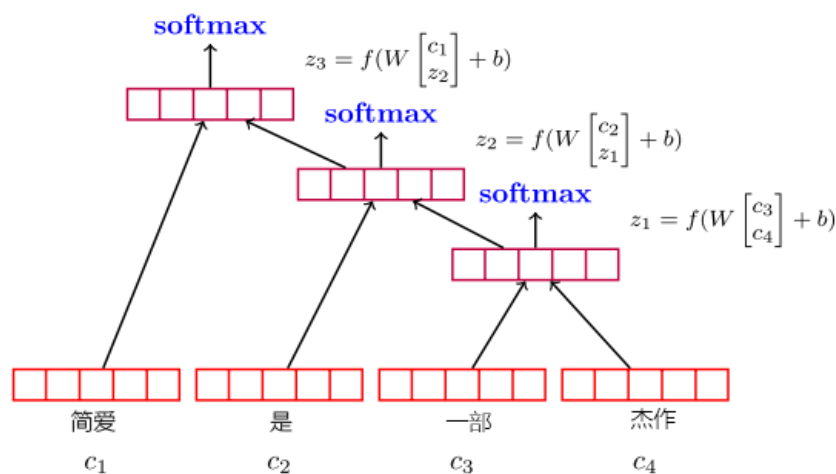 softmax
z₃ = f(W [c₁ z₂] + b)
softmax
z₂ = f(W [c₂ z₁] + b)
softmax
z₁ = f(W [c₃ c₄] + b)
简爱 是 一部 杰作
c₁ c₂ c₃ c₄